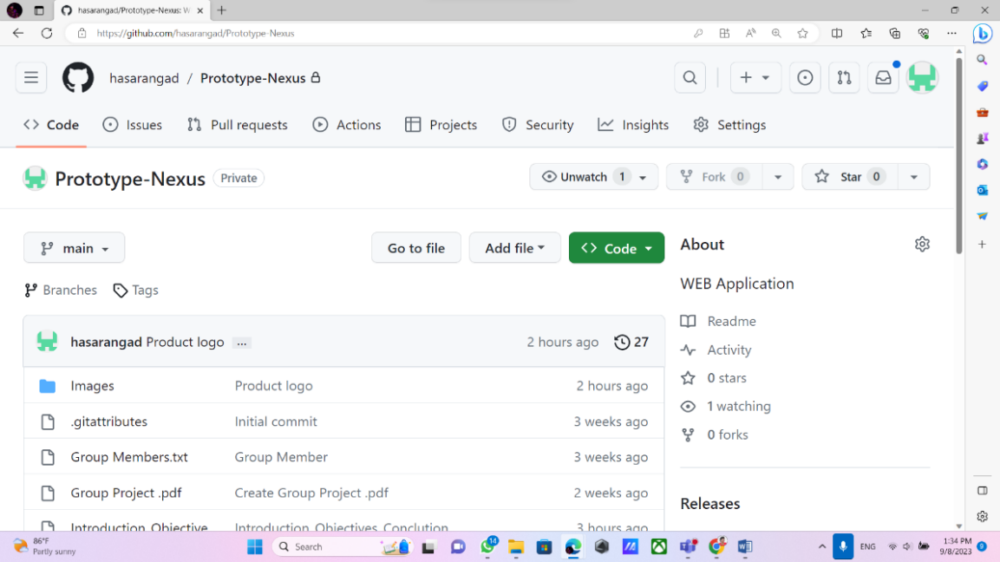 hasarangad/Prototype-Nexus: W
https://github.com/hasarangad/Prototype-Nexus
hasarangad / Prototype-Nexus
Code Issues Pull requests Actions Projects Security Insights Settings
Prototype-Nexus Private Unwatch 1 Fork 0 Star 0
main Go to file Add file Code About
WEB Application
Branches Tags
Readme
hasarangad Product logo ... 2 hours ago 27
Activity
0 stars
Images Product logo 2 hours ago
1 watching
.gitattributes Initial commit 3 weeks ago
0 forks
Group Members.txt Group Member 3 weeks ago
Group Project .pdf Create Group Project .pdf 2 weeks ago
Releases
Introduction_Objective Introduction_Objectives_Conclution 3 hours ago
86°F
Partly sunny
Search
14
ENG
1:34 PM
9/8/2023
9